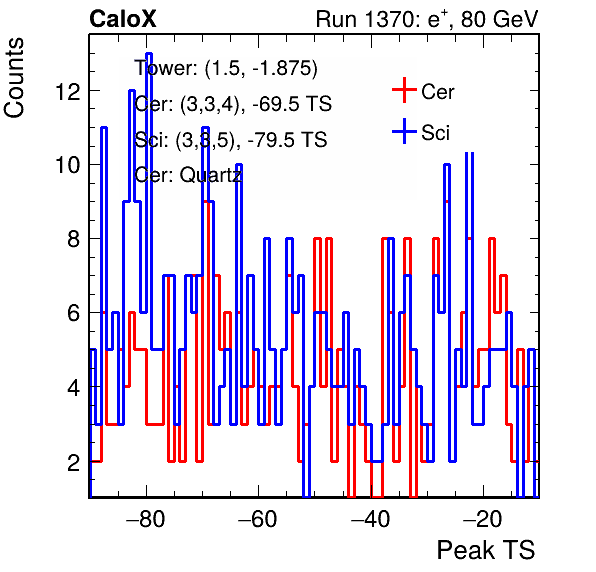 CaloX Run 1370: e⁺, 80 GeV
Counts
Tower: (1.5, -1.875)
Cer: (3,3,4), -69.5 TS
Sci: (3,3,5), -79.5 TS
Cer: Quartz
Cer
Sci
12
10
8
6
4
2
−80 −60 −40 −20
Peak TS